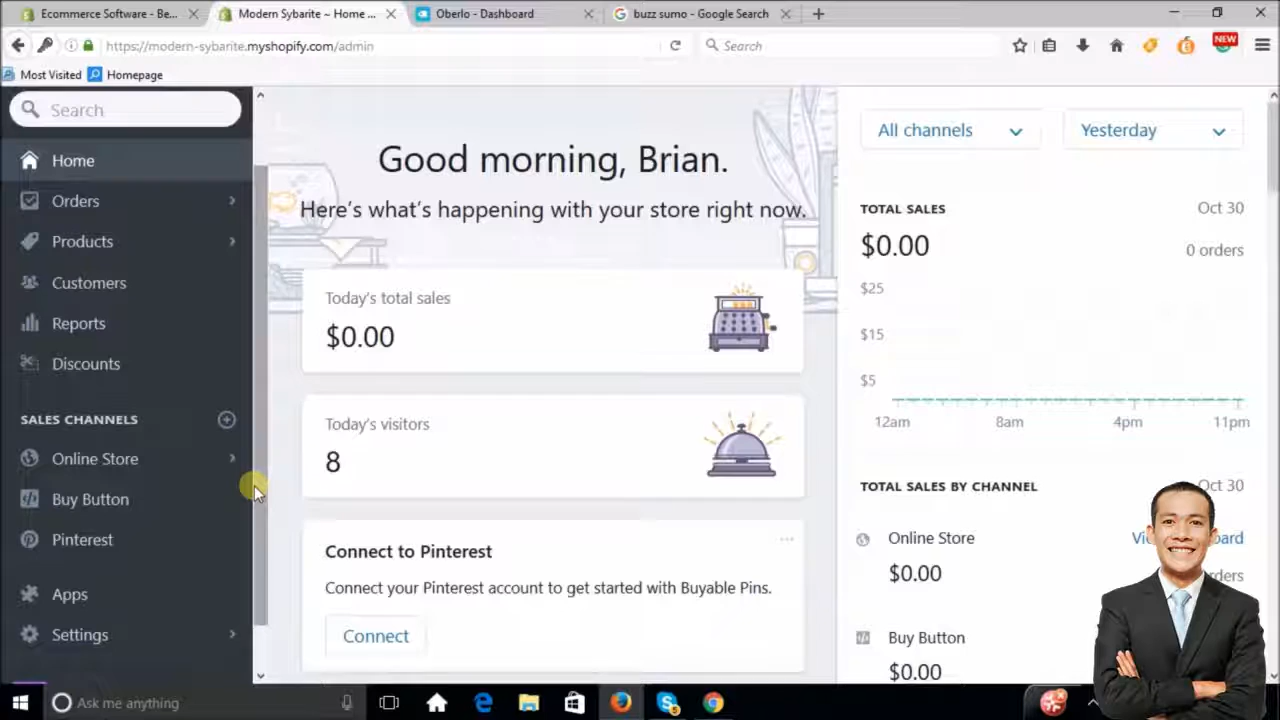 Ecommerce Software - Be...
Modern Sybarite ~ Home ...
Oberlo - Dashboard
buzz sumo - Google Search
https://modern-sybarite.myshopify.com/admin
Search
NEW
Most Visited
Homepage
Search
Home
Orders
Products
Customers
Reports
Discounts
SALES CHANNELS
Online Store
Buy Button
Pinterest
Apps
Settings
Good morning, Brian.
Here's what's happening with your store right now.
Today's total sales
$0.00
Today's visitors
8
Connect to Pinterest
Connect your Pinterest account to get started with Buyable Pins.
Connect
All channels
Yesterday
TOTAL SALES
Oct 30
$0.00
0 orders
$25
$15
$5
12am
8am
4pm
11pm
TOTAL SALES BY CHANNEL
Oct 30
Online Store
$0.00
Buy Button
$0.00
Ask me anything